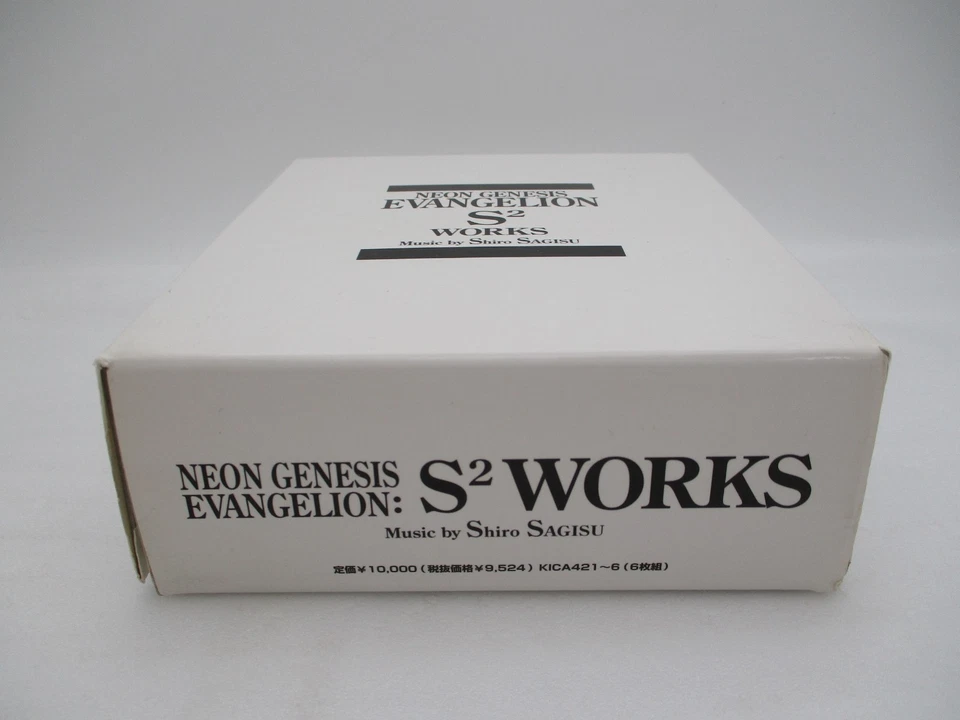 NEON GENESIS
EVANGELION
S²
WORKS
Music by Shiro SAGISU
NEON GENESIS
EVANGELION: S² WORKS
Music by Shiro SAGISU
定価¥10,000(税抜価格¥9,524) KICA421〜6(6枚組)